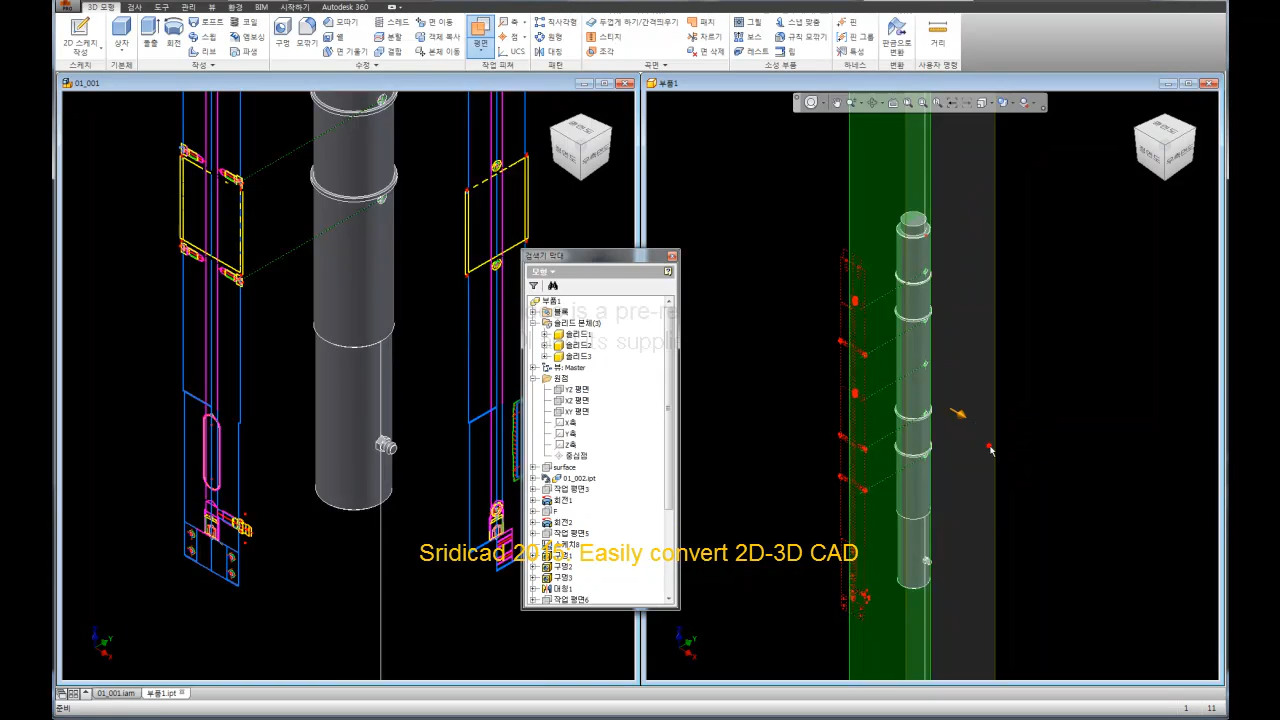 PRO 3D 모형 검사 도구 관리 뷰 환경 BIM 시작하기 Autodesk 360
2D 스케치 작성
상자
돌출
회전
로프트
스윕
리브
코일
엠보싱
파생
구멍
모깎기
모따기
쉘
면 기울기
스레드
분할
결합
면 이동
객체 복사
본체 이동
평면
축
점
UCS
직사각형
원형
대칭
두껍게 하기/간격띄우기
스티치
조각
패치
자르기
면 삭제
그릴
보스
레스트
스냅 맞춤
규칙 모깎기
립
핀
핀 그룹
특성
판금으로 변환
거리
스케치
기본체
작성
수정
작업 피쳐
패턴
곡면
소성 부품
하네스
변환
사용자 명령
01_001
부품1
검색기 막대
모형
부품1
블록
솔리드 본체(3)
솔리드1
솔리드2
솔리드3
뷰: Master
원점
YZ 평면
XZ 평면
XY 평면
X축
Y축
Z축
중심점
surface
01_002.ipt
작업 평면3
회전1
F
회전2
작업 평면5
구멍2
구멍3
대칭1
작업 평면6
is a pre-re
ts suppli
Sridicad 2015: Easily convert 2D-3D CAD
X
Y
Z
01_001.iam
부품1.ipt
준비
1 11